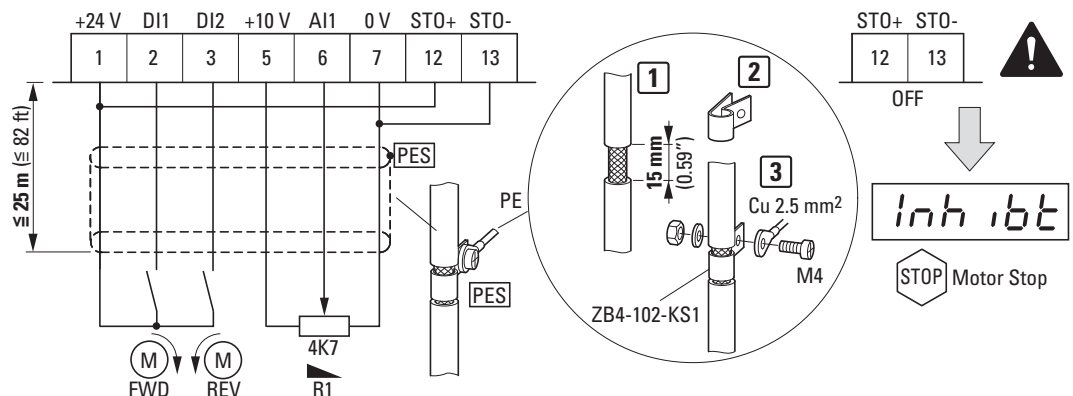 +24 V DI1 DI2 +10 V AI1 0 V STO+ STO-
1 2 3 5 6 7 12 13
≦ 25 m (≦ 82 ft)
PES
PE
PES
4K7
M M
FWD REV R1
1
2
15 mm
(0.59″)
3
Cu 2.5 mm²
M4
ZB4-102-KS1
STO+ STO-
12 13
OFF
Inhibt
STOP Motor Stop